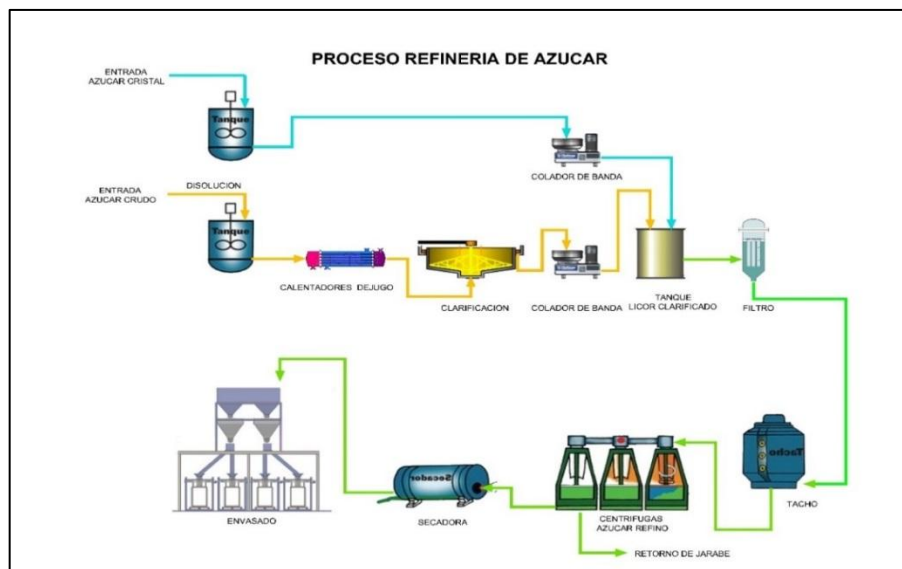 PROCESO REFINERIA DE AZUCAR
ENTRADA
AZUCAR CRISTAL
Tanque
COLADOR DE BANDA
DISOLUCION
ENTRADA
AZUCAR CRUDO
Tanque
CALENTADORES DEJUGO
CLARIFICACION
COLADOR DE BANDA
TANQUE
LICOR CLARIFICADO
FILTRO
Tacho
TACHO
CENTRIFUGAS
AZUCAR REFINO
Secador
SECADORA
ENVASADO
RETORNO DE JARABE